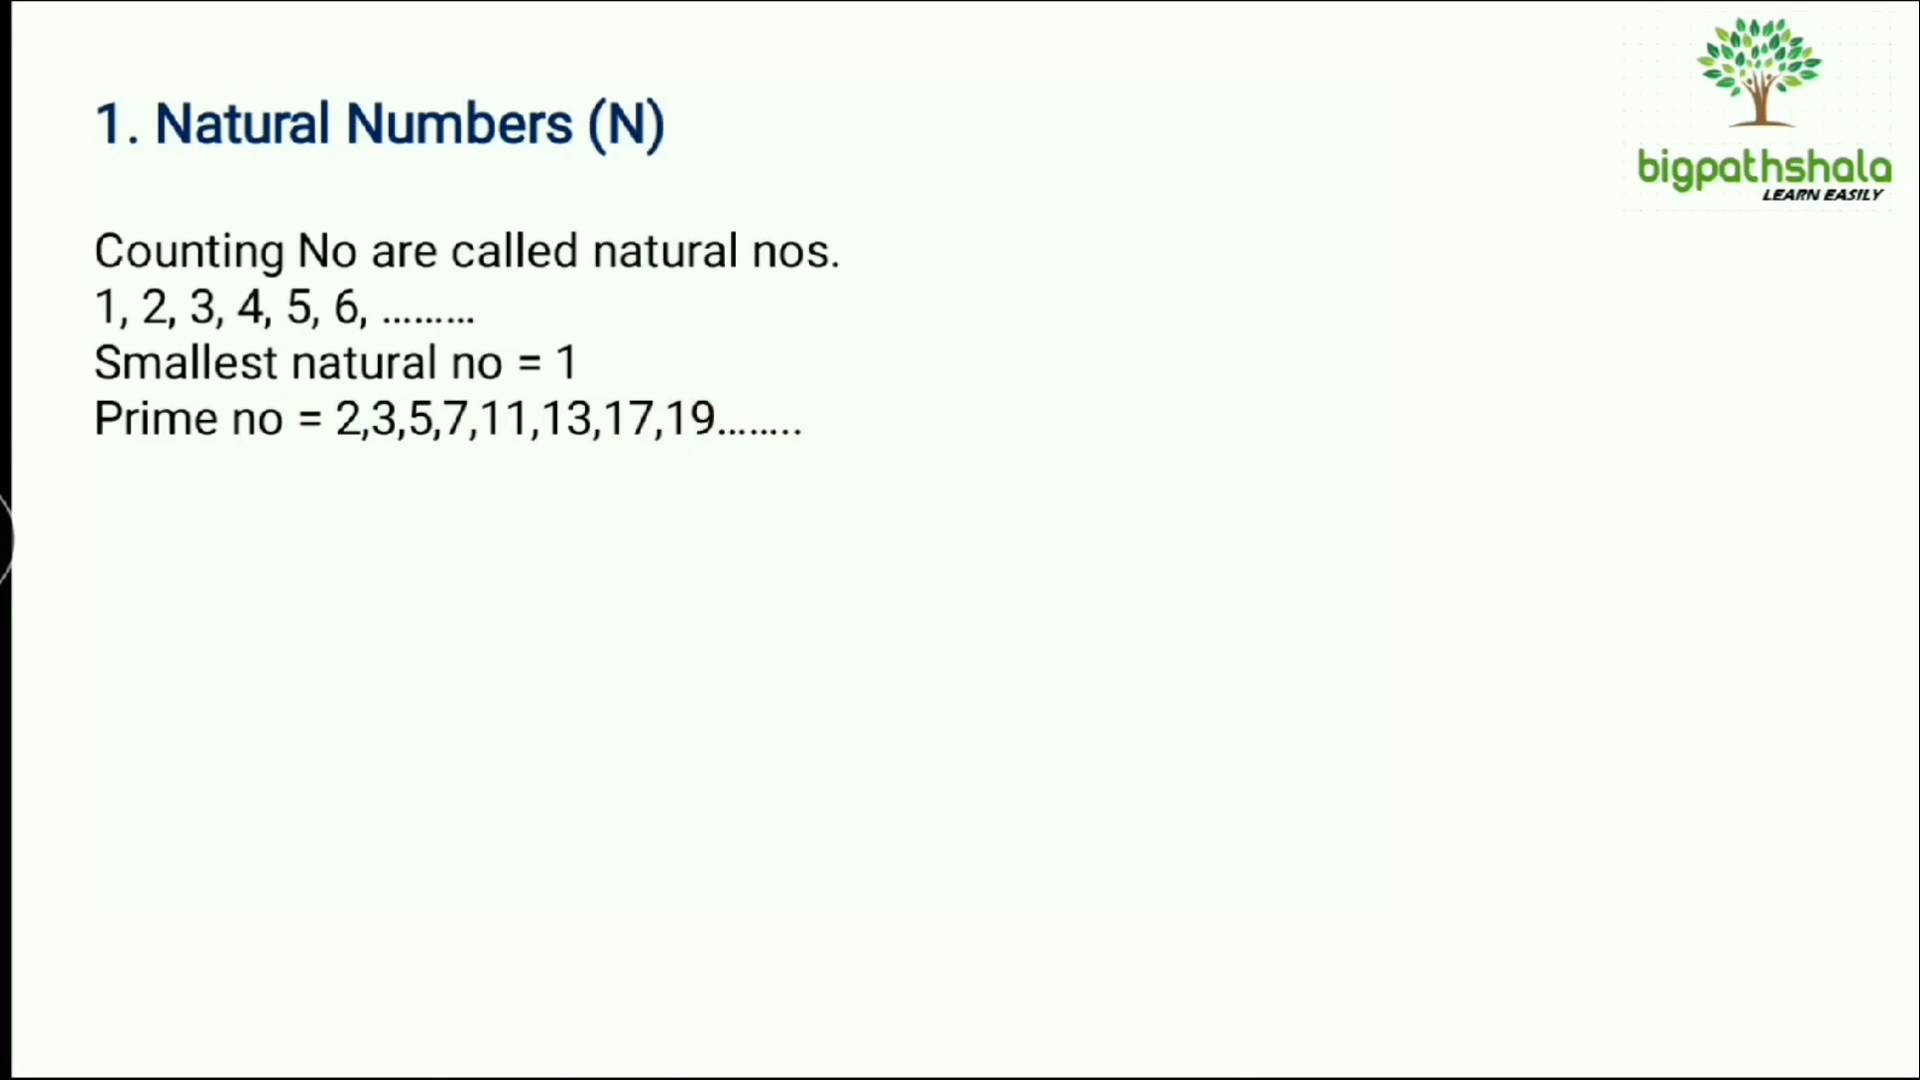 1. Natural Numbers (N)
bigpathshala
LEARN EASILY
Counting No are called natural nos.
1, 2, 3, 4, 5, 6, .........
Smallest natural no = 1
Prime no = 2,3,5,7,11,13,17,19........